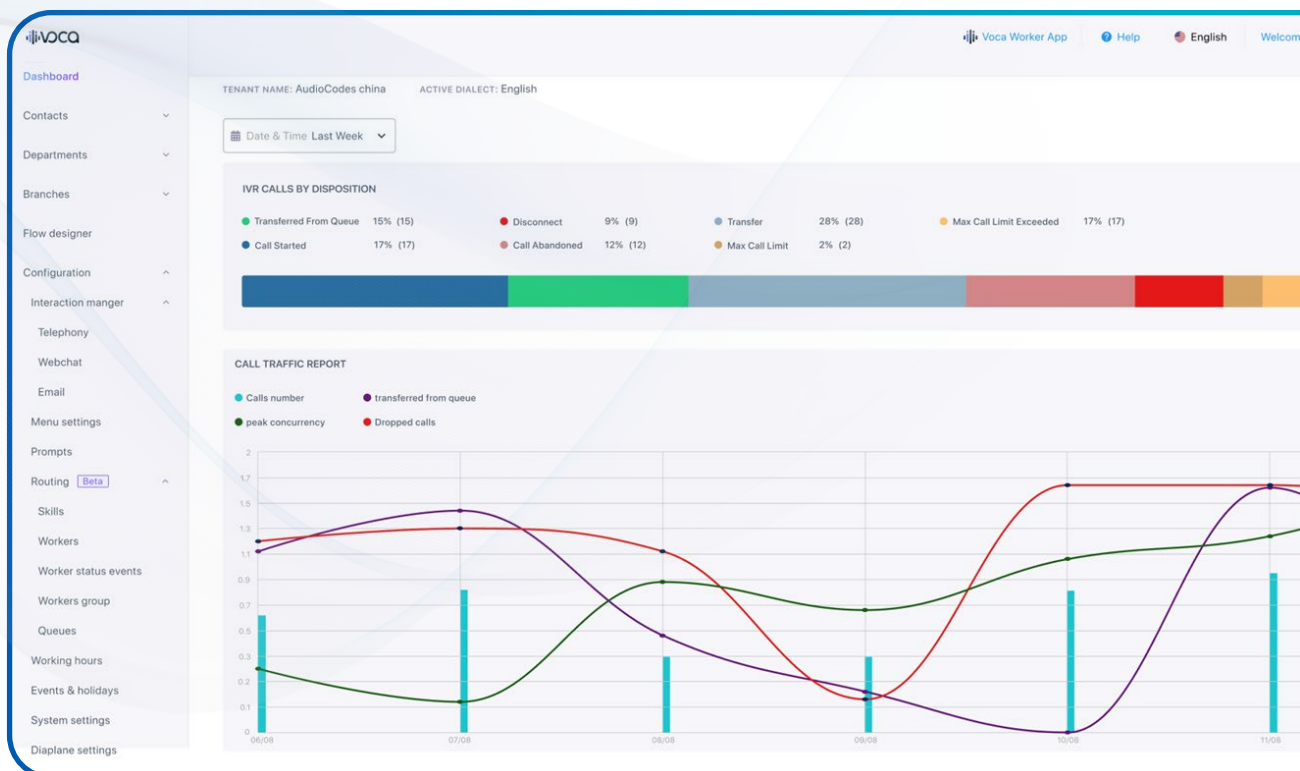 VOCA
Voca Worker App
Help
English
Welcom
Dashboard
Contacts
Departments
Branches
Flow designer
Configuration
Interaction manger
Telephony
Webchat
Email
Menu settings
Prompts
Routing Beta
Skills
Workers
Worker status events
Workers group
Queues
Working hours
Events & holidays
System settings
Diaplane settings
TENANT NAME: AudioCodes china ACTIVE DIALECT: English
Date & Time Last Week
IVR CALLS BY DISPOSITION
Transferred From Queue 15% (15) Disconnect 9% (9) Transfer 28% (28) Max Call Limit Exceeded 17% (17)
Call Started 17% (17) Call Abandoned 12% (12) Max Call Limit 2% (2)
CALL TRAFFIC REPORT
Calls number transferred from queue
peak concurrency Dropped calls
2
1.7
1.5
1.3
1.1
0.9
0.7
0.5
0.3
0.2
0.1
0
06/08 07/08 08/08 09/08 10/08 11/08